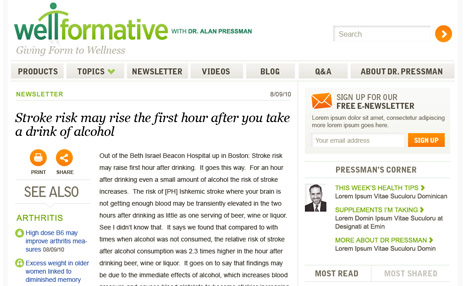 wellformative WITH DR. ALAN PRESSMAN
Giving Form to Wellness
Search
PRODUCTS TOPICS NEWSLETTER VIDEOS BLOG Q&A ABOUT DR. PRESSMAN
NEWSLETTER 8/09/10
Stroke risk may rise the first hour after you take
a drink of alcohol
PRINT SHARE
SEE ALSO
ARTHRITIS
High dose B6 may
improve arthritis mea-
sures 08/09/10
Excess weight in older
women linked to
diminished memory
Out of the Beth Israel Beacon Hospital up in Boston: Stroke risk
may raise first hour after drinking. It goes this way. For an hour
after drinking even a small amount of alcohol the risk of stroke
increases. The risk of [PH] Ishkemic stroke where your brain is
not getting enough blood may be transiently elevated in the two
hours after drinking as little as one serving of beer, wine or liquor.
See I didn't know that. It says we found that compared to with
times when alcohol was not consumed, the relative risk of stroke
after alcohol consumption was 2.3 times higher in the hour after
drinking beer, wine or liquor. It goes on to say that findings may
be due to the immediate effects of alcohol, which increases blood
SIGN UP FOR OUR
FREE E-NEWSLETTER
Lorem ipsum dolor sit amet, consectetur adipiscing
more lorem ipsum goes here.
Your email address SIGN UP
PRESSMAN'S CORNER
THIS WEEK'S HEALTH TIPS
Lorem Ipsum Vitae Suculuru Dominican
SUPPLEMENTS I'M TAKING
Lorem Domin Ipsum Vitae Suculuru at
Designati at Emin
MORE ABOUT DR PRESSMAN
Lorem Ipsum Vitae Suculuru
MOST READ MOST SHARED